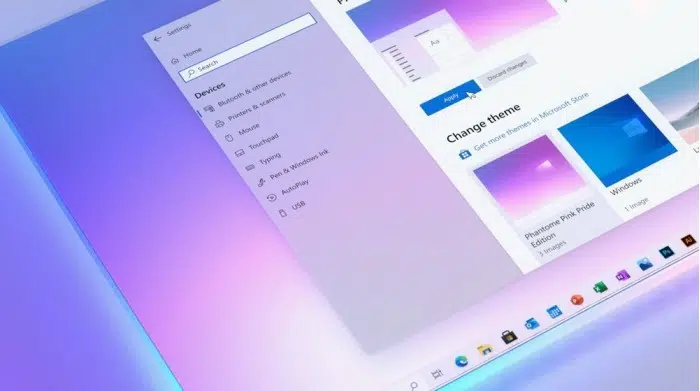 Settings
Home
Search
Devices
Bluetooth & other devices
Printers & scanners
Mouse
Touchpad
Typing
Pen & Windows Ink
AutoPlay
USB
Aa
Apply
Discard changes
Change theme
Get more themes in Microsoft Store
Phantome Pink Pride
Edition
3 images
Windows
1 image
Ps
Ai